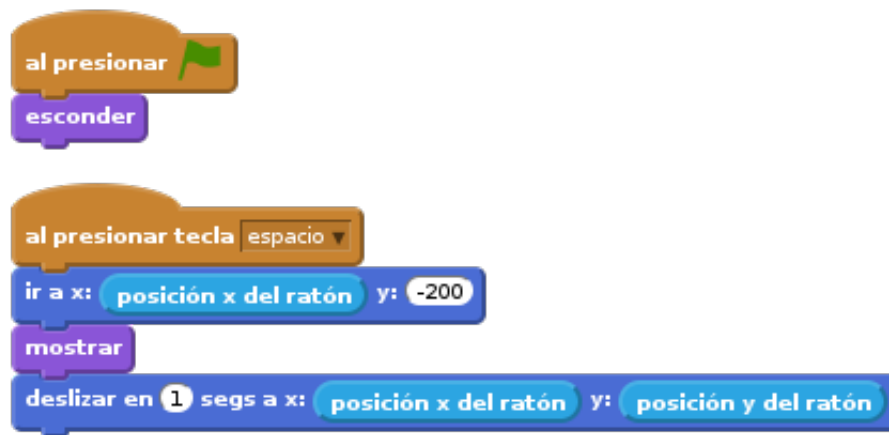 al presionar
esconder
al presionar tecla espacio
ir a x: posición x del ratón y: -200
mostrar
deslizar en 1 segs a x: posición x del ratón y: posición y del ratón